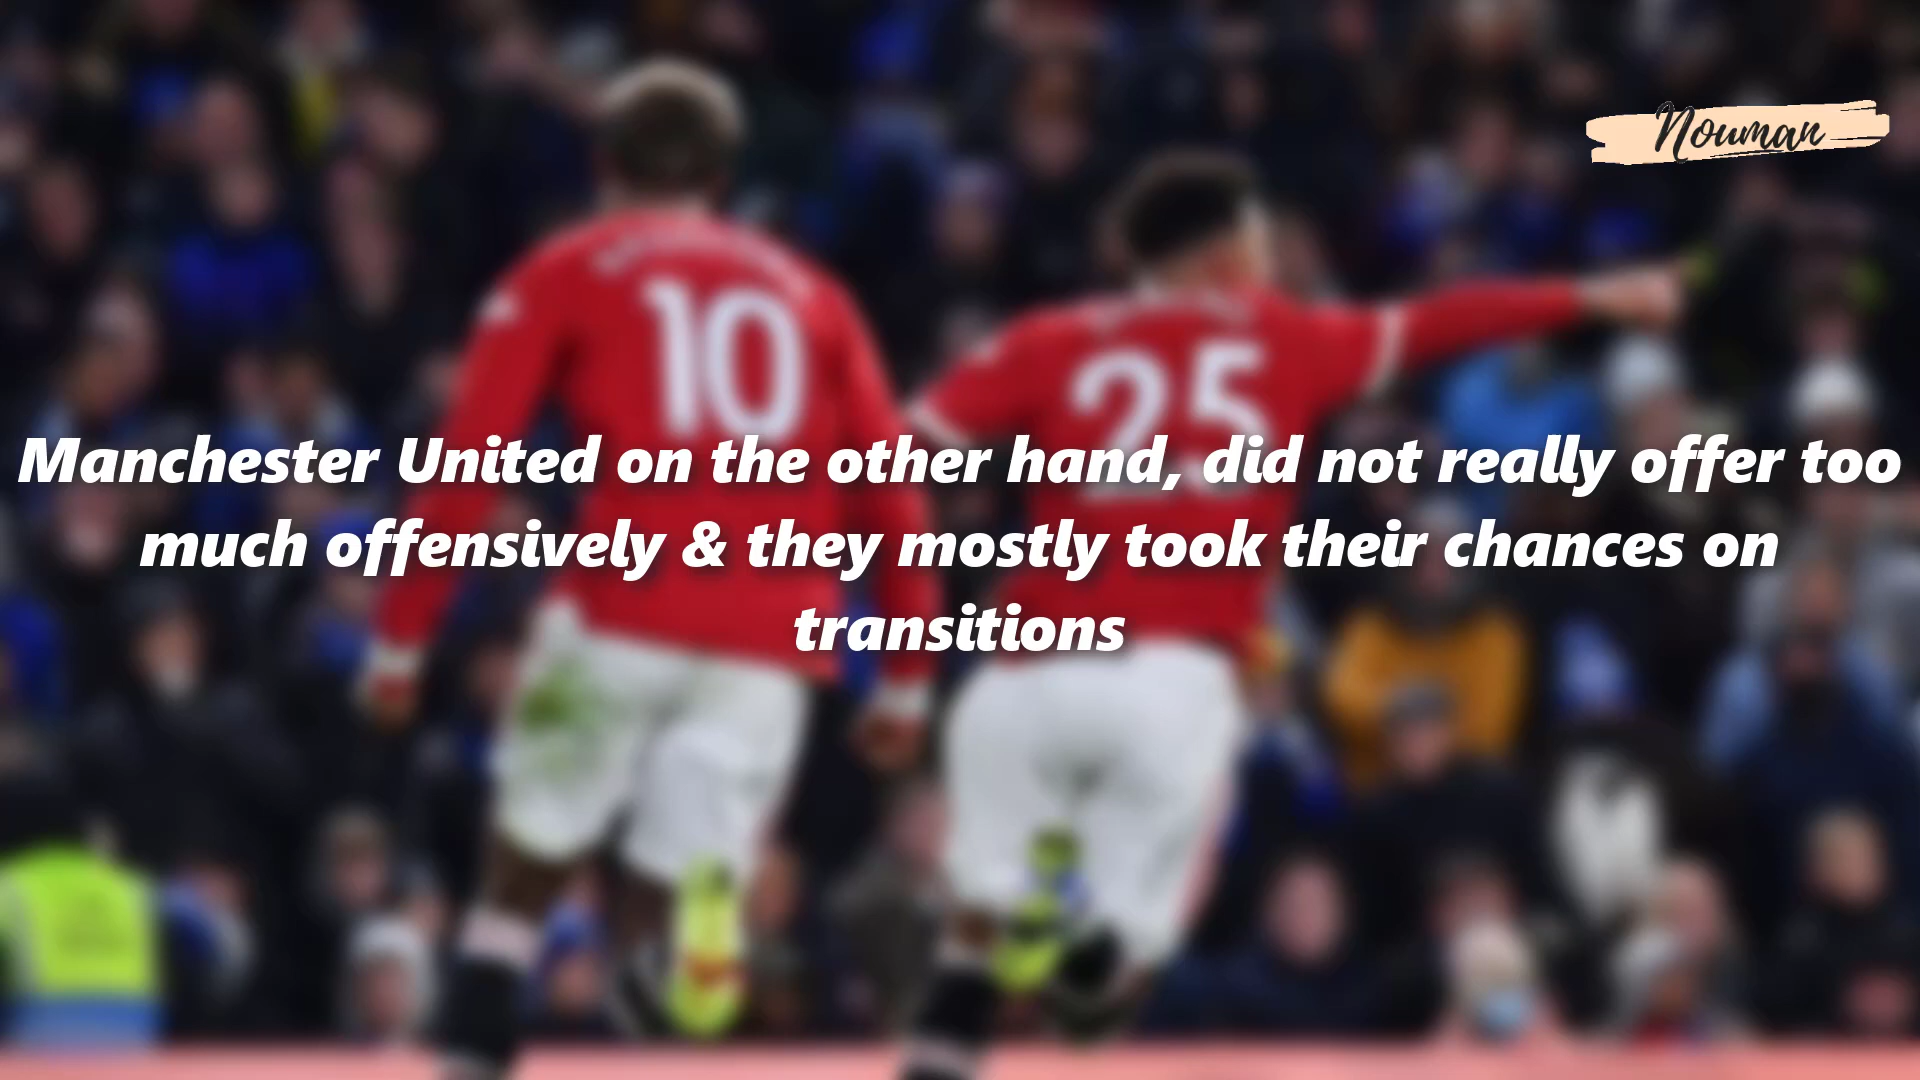 Nouman
10
25
Manchester United on the other hand, did not really offer too
much offensively & they mostly took their chances on
transitions